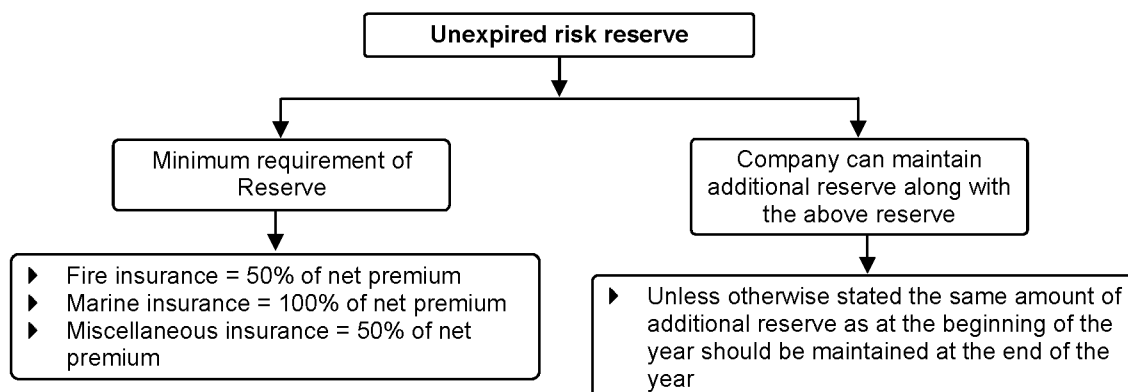 Unexpired risk reserve
Minimum requirement of
Reserve
Company can maintain
additional reserve along with
the above reserve
Fire insurance = 50% of net premium
Marine insurance = 100% of net premium
Miscellaneous insurance = 50% of net
premium
Unless otherwise stated the same amount of
additional reserve as at the beginning of the
year should be maintained at the end of the
year